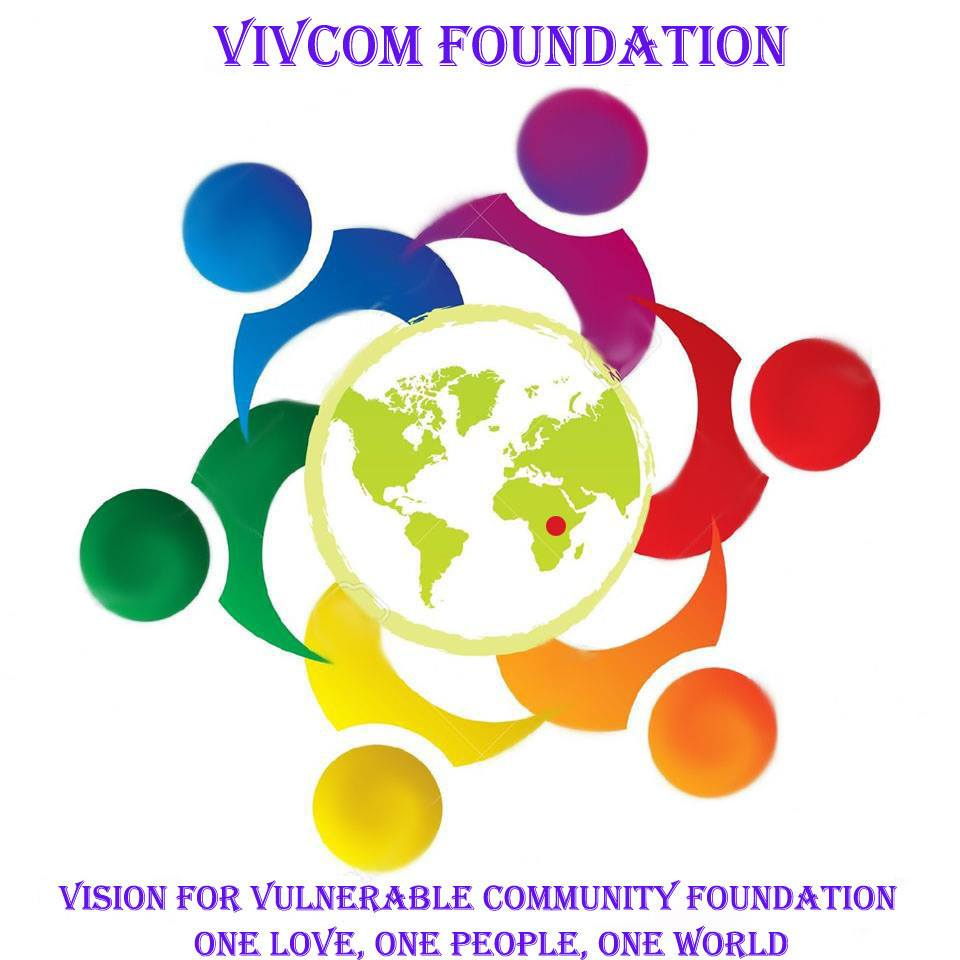 VIVCOM FOUNDATION
VISION FOR VULNERABLE COMMUNITY FOUNDATION
ONE LOVE, ONE PEOPLE, ONE WORLD